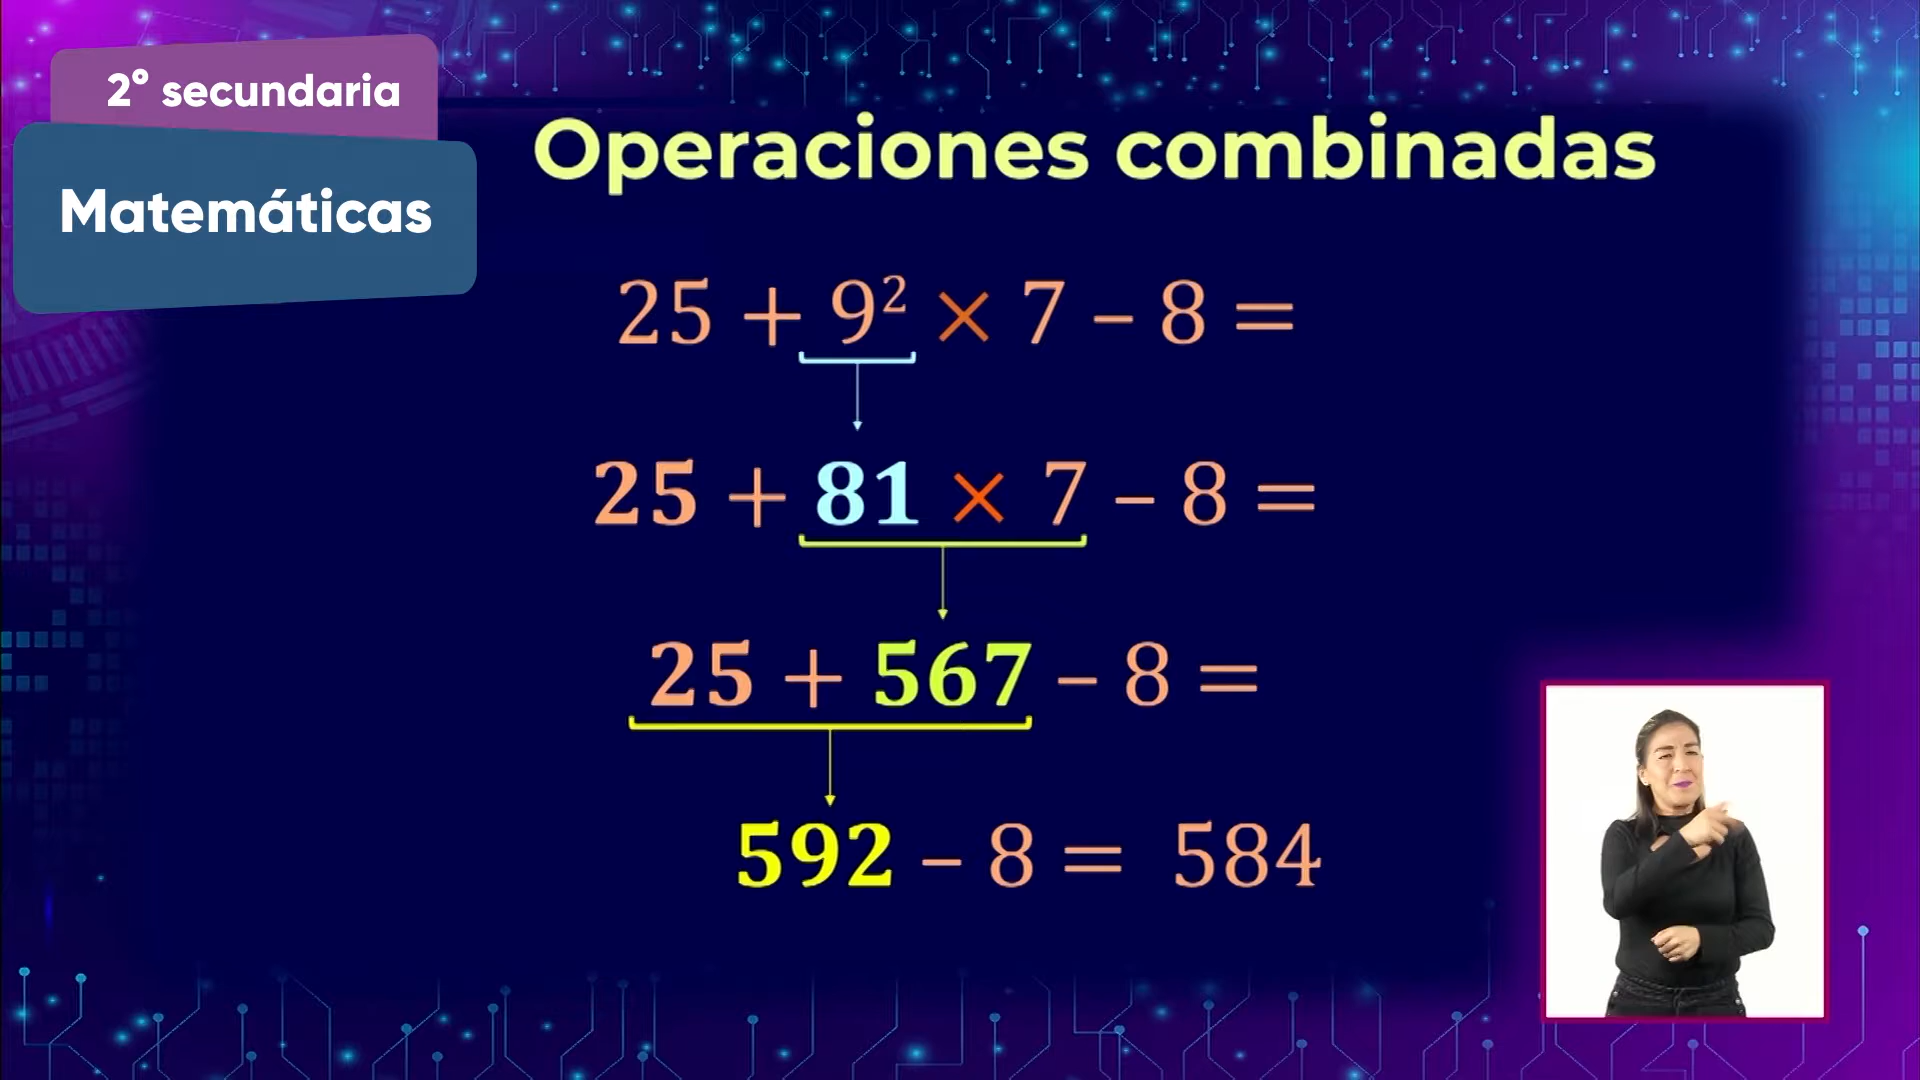 2° secundaria
Matemáticas
Operaciones combinadas
25 + 9² × 7 – 8 =
25 + 81 × 7 – 8 =
25 + 567 – 8 =
592 – 8 = 584